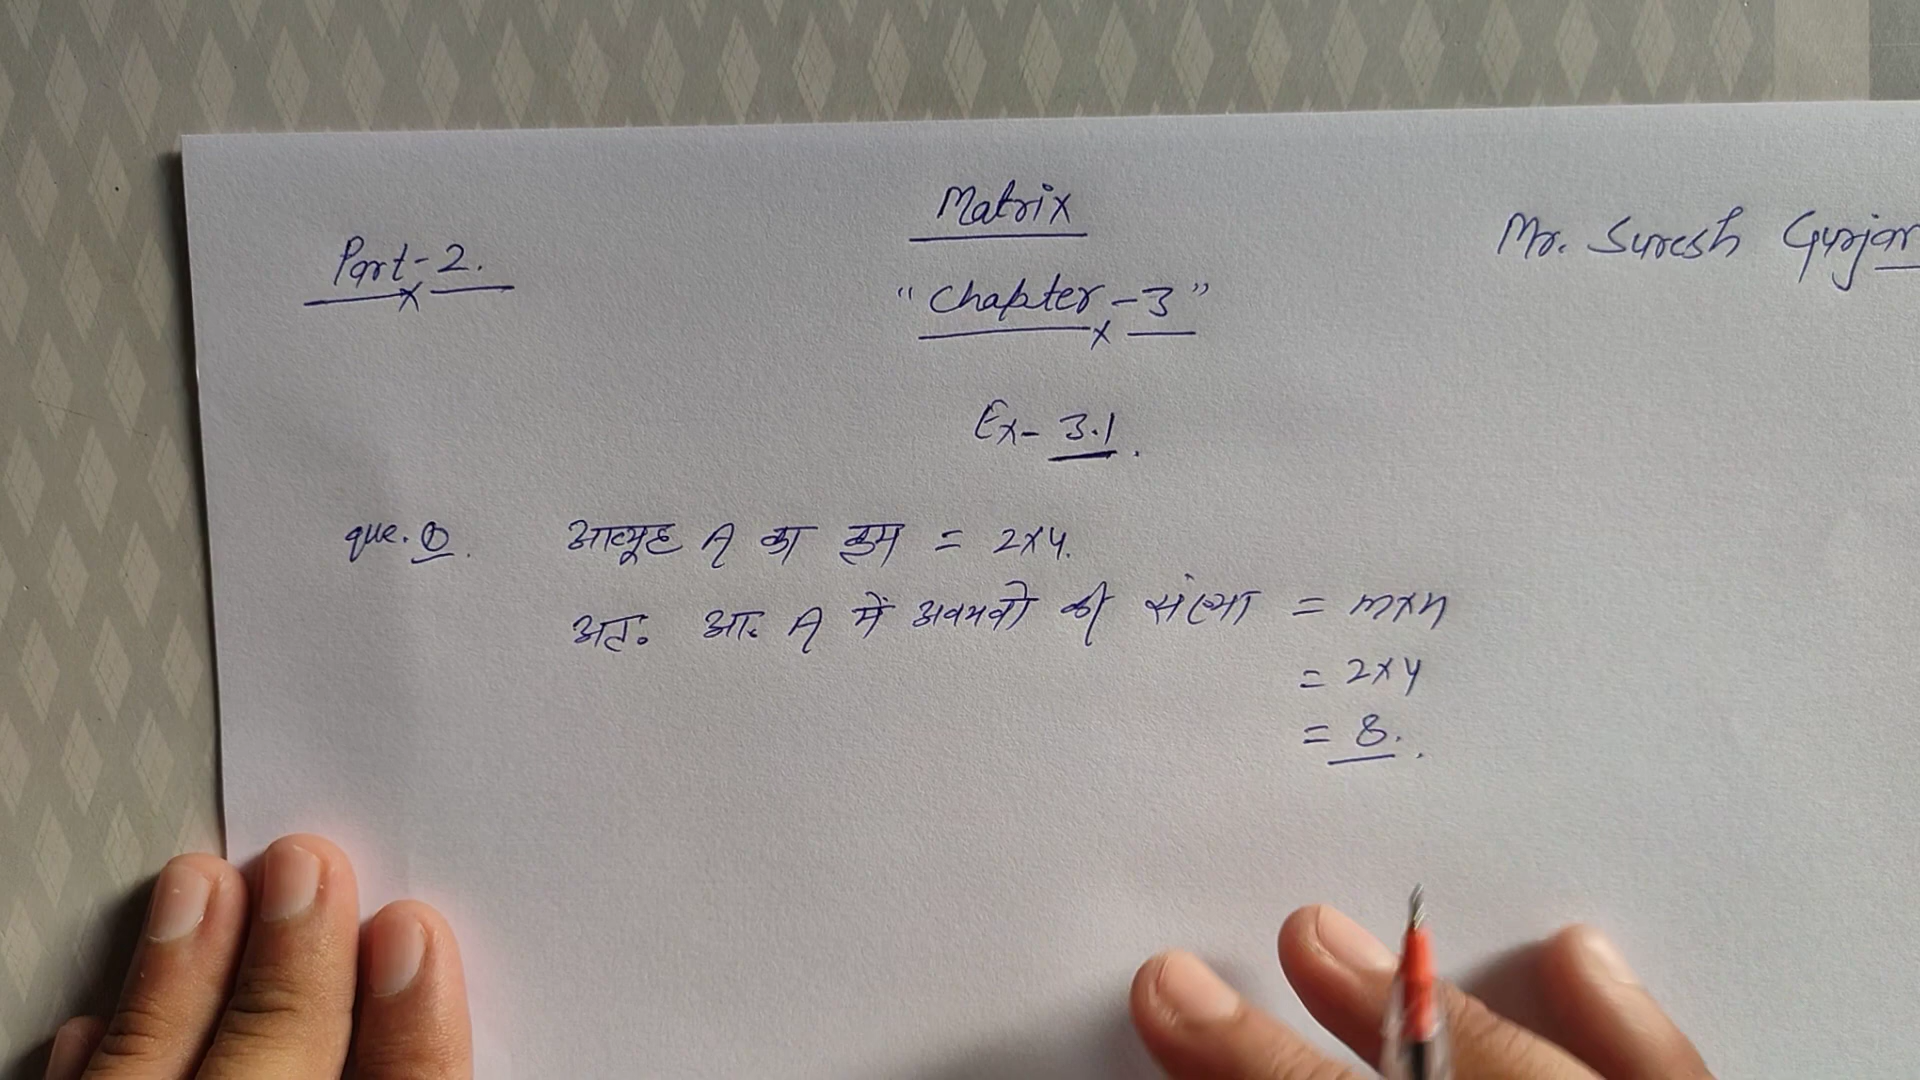 Matrix
Part-2.
Mr. Suresh Gurjar
"Chapter-3"
Ex-3.1.
que.①. आव्यूह A का क्रम = 2×4.
अतः आ. A में अवयवो की संख्या = m×n
= 2×4
= 8.